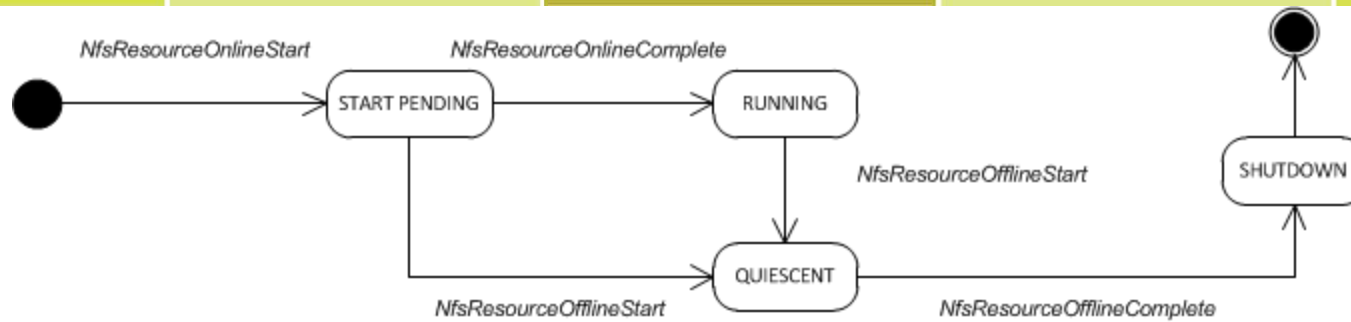 NfsResourceOnlineStart
NfsResourceOnlineComplete
START PENDING
RUNNING
NfsResourceOfflineStart
SHUTDOWN
QUIESCENT
NfsResourceOfflineStart
NfsResourceOfflineComplete